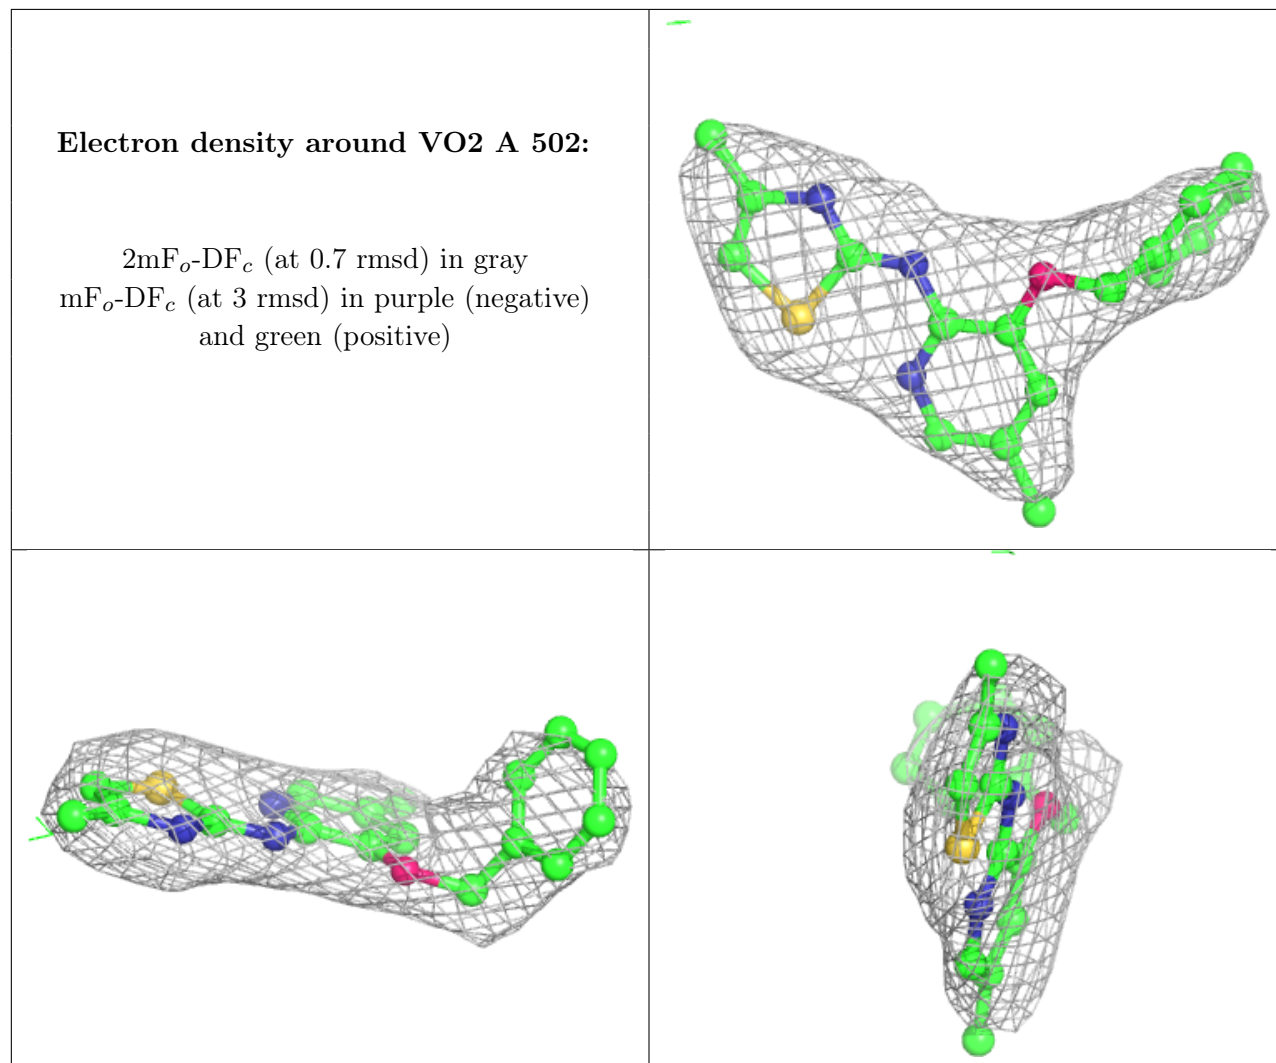 Electron density around VO2 A 502:
2mFₒ-DF𝒸 (at 0.7 rmsd) in gray
mFₒ-DF𝒸 (at 3 rmsd) in purple (negative)
and green (positive)